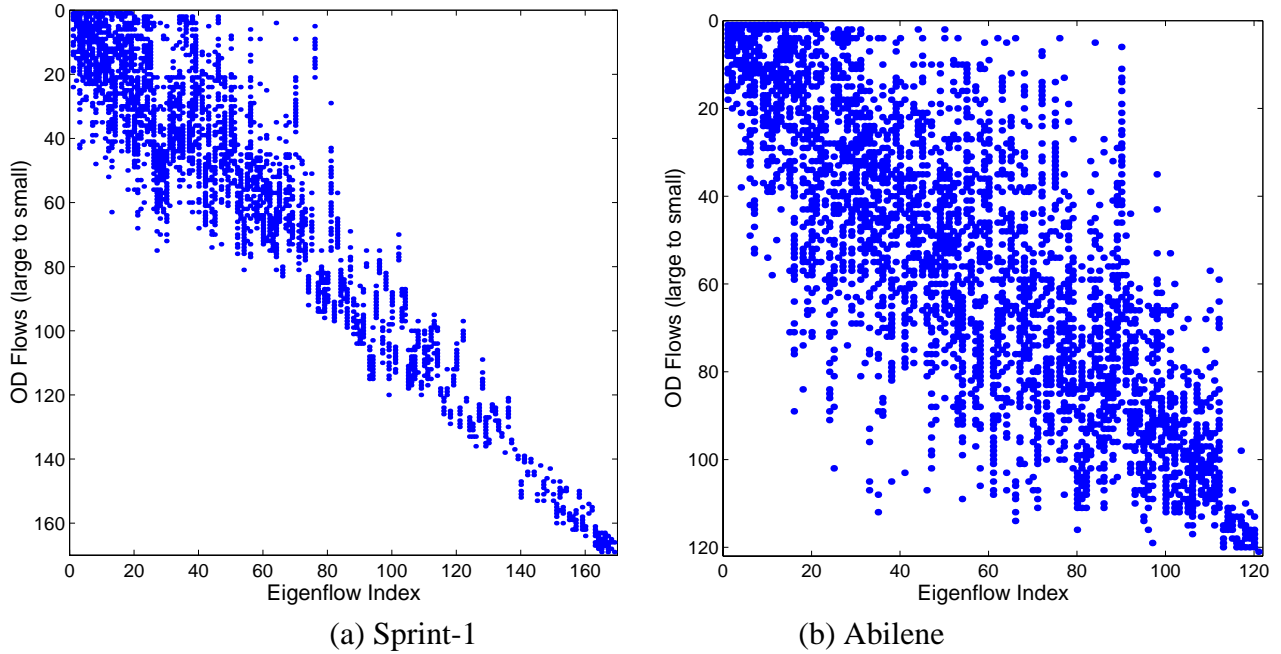 0
20
40
60
80
100
120
140
160
OD Flows (large to small)
0 20 40 60 80 100 120 140 160
Eigenflow Index
(a) Sprint-1
0
20
40
60
80
100
120
OD Flows (large to small)
0 20 40 60 80 100 120
Eigenflow Index
(b) Abilene